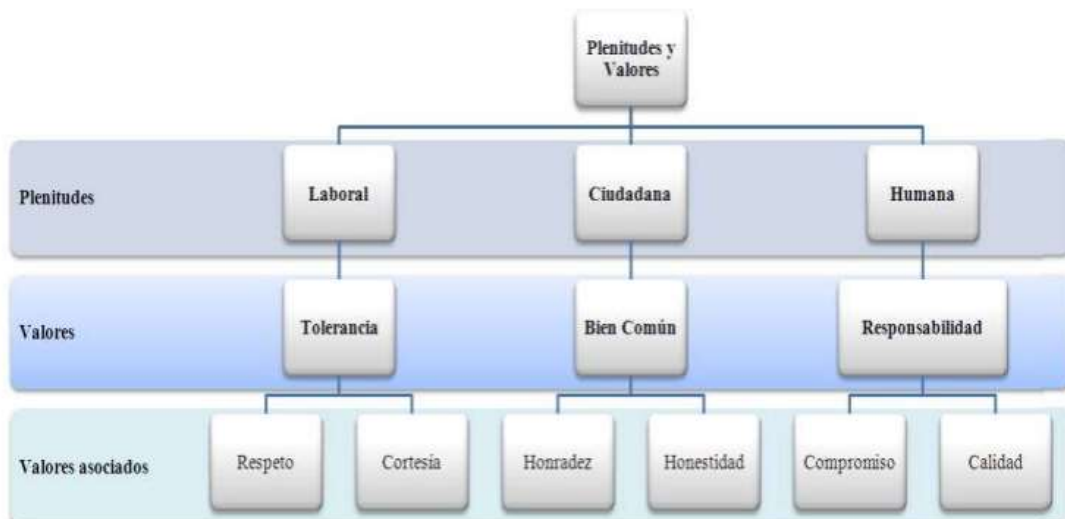 Plenitudes y
Valores
Plenitudes
Laboral
Ciudadana
Humana
Valores
Tolerancia
Bien Común
Responsabilidad
Valores asociados
Respeto
Cortesía
Honradez
Honestidad
Compromiso
Calidad